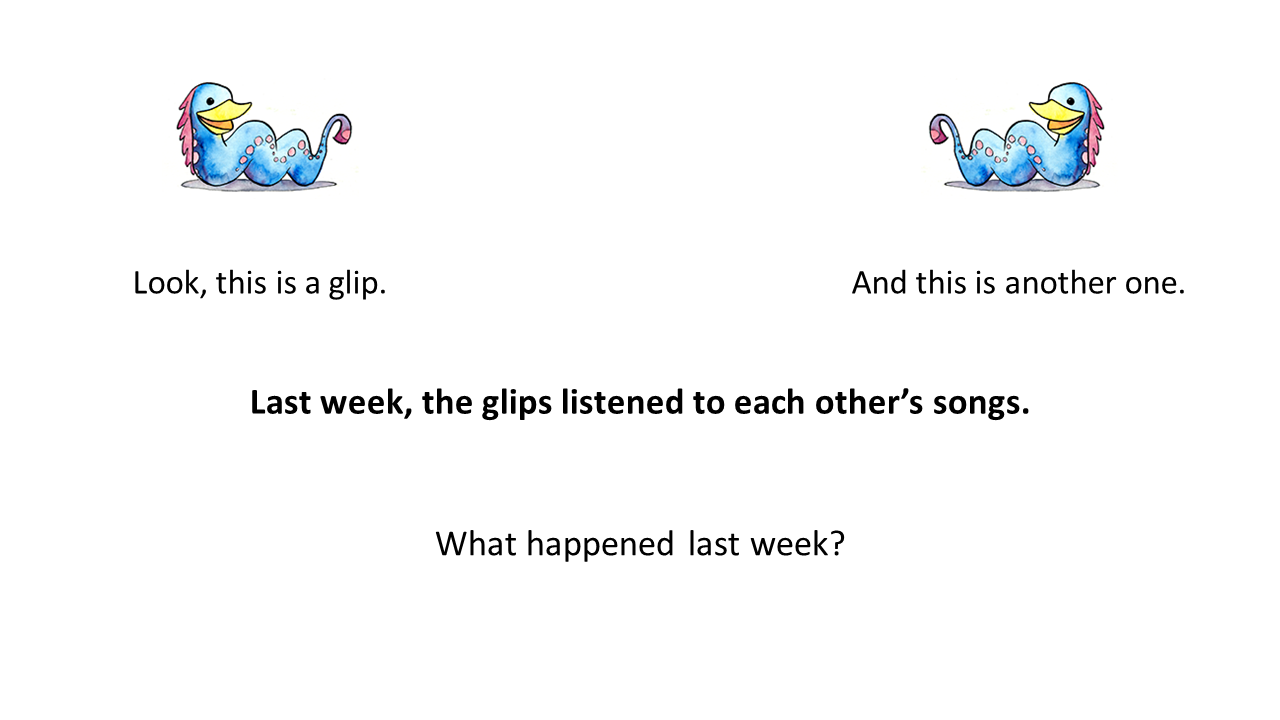 Look, this is a glip.
And this is another one.
Last week, the glips listened to each other’s songs.
What happened last week?